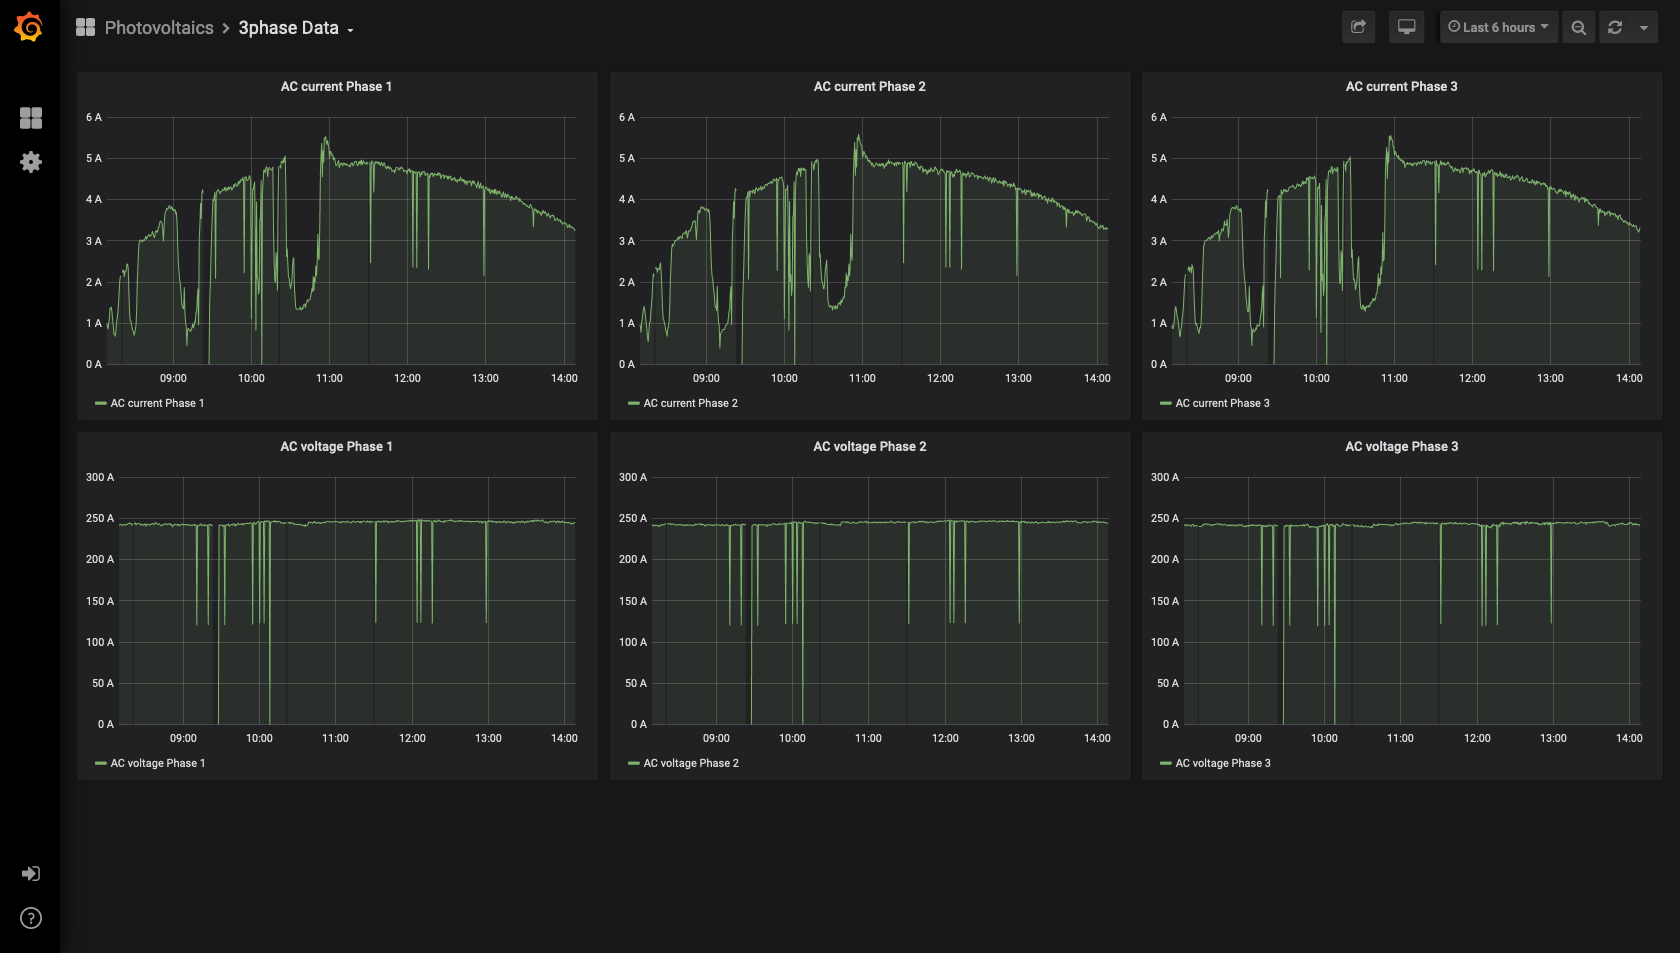 Photovoltaics > 3phase Data
Last 6 hours
AC current Phase 1
6 A
5 A
4 A
3 A
2 A
1 A
0 A
09:00 10:00 11:00 12:00 13:00 14:00
AC current Phase 1
AC current Phase 2
6 A
5 A
4 A
3 A
2 A
1 A
0 A
09:00 10:00 11:00 12:00 13:00 14:00
AC current Phase 2
AC current Phase 3
6 A
5 A
4 A
3 A
2 A
1 A
0 A
09:00 10:00 11:00 12:00 13:00 14:00
AC current Phase 3
AC voltage Phase 1
300 A
250 A
200 A
150 A
100 A
50 A
0 A
09:00 10:00 11:00 12:00 13:00 14:00
AC voltage Phase 1
AC voltage Phase 2
300 A
250 A
200 A
150 A
100 A
50 A
0 A
09:00 10:00 11:00 12:00 13:00 14:00
AC voltage Phase 2
AC voltage Phase 3
300 A
250 A
200 A
150 A
100 A
50 A
0 A
09:00 10:00 11:00 12:00 13:00 14:00
AC voltage Phase 3
?